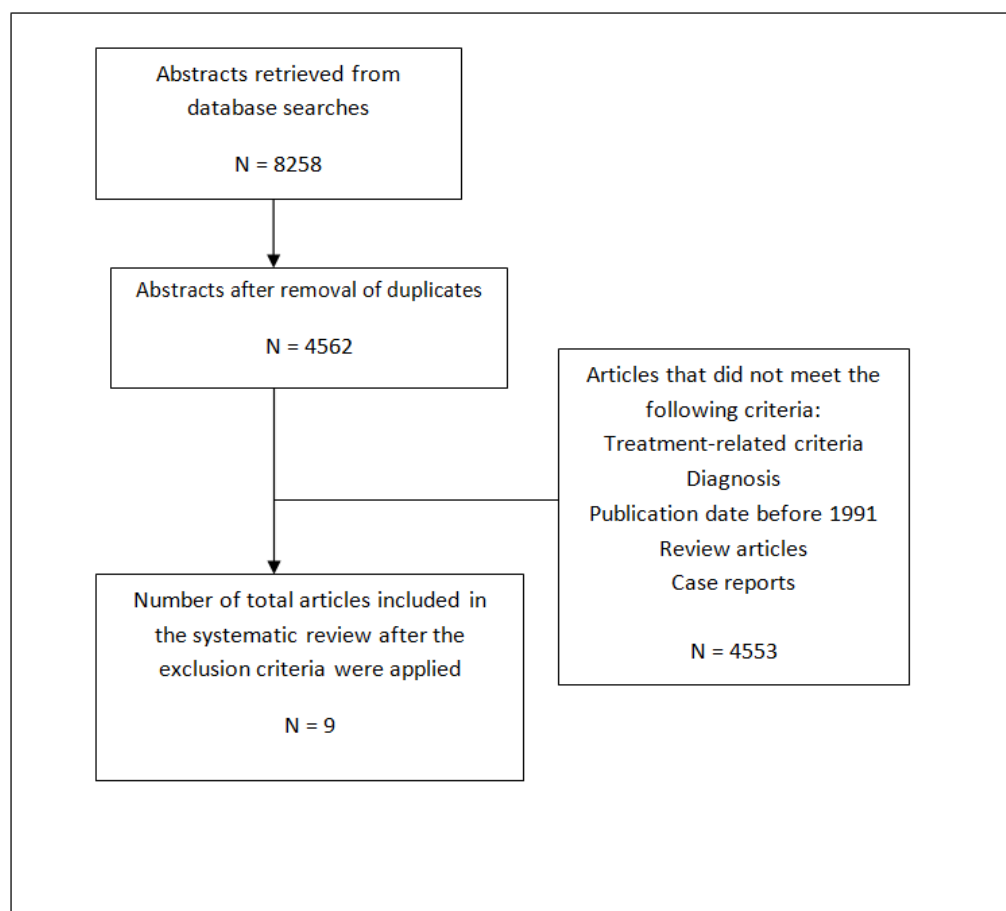 Abstracts retrieved from
database searches
N = 8258
Abstracts after removal of duplicates
N = 4562
Articles that did not meet the
following criteria:
Treatment-related criteria
Diagnosis
Publication date before 1991
Review articles
Case reports
N = 4553
Number of total articles included in
the systematic review after the
exclusion criteria were applied
N = 9